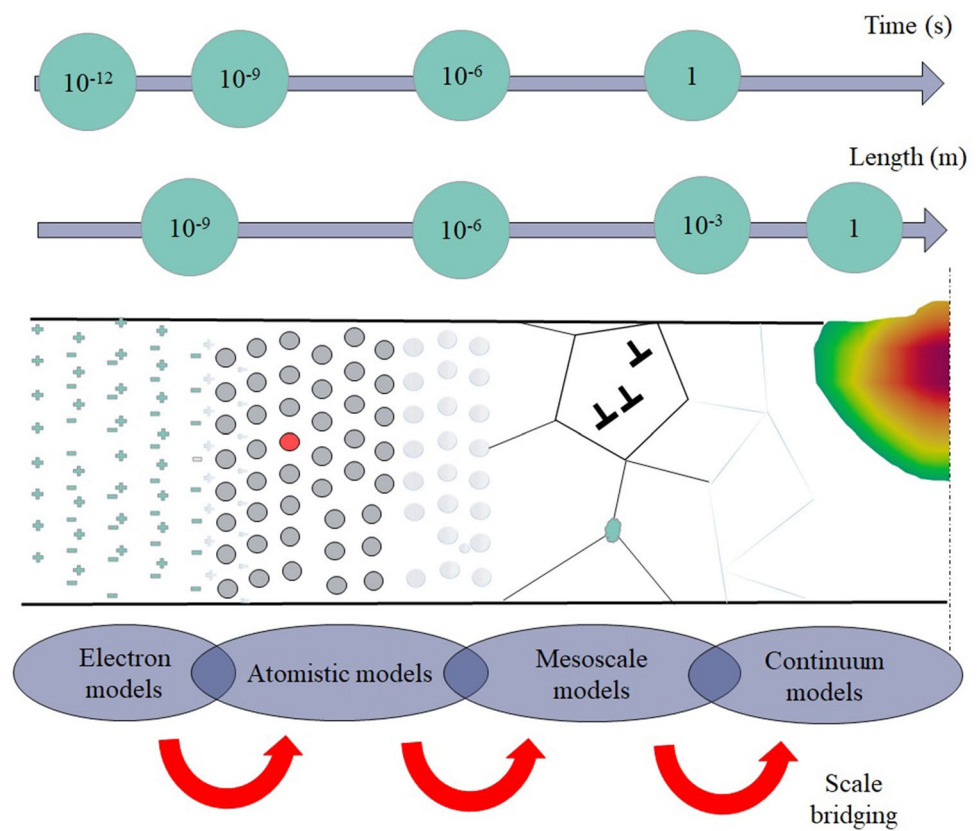 Time (s)
10⁻¹² 10⁻⁹ 10⁻⁶ 1
Length (m)
10⁻⁹ 10⁻⁶ 10⁻³ 1
Electron
models
Atomistic models
Mesoscale
models
Continuum
models
Scale
bridging